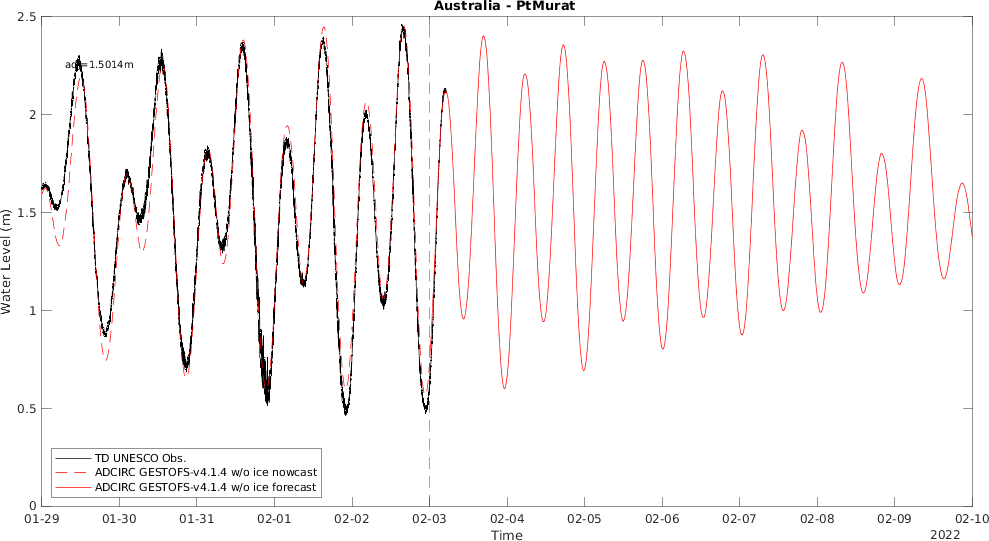 Australia - PtMurat
2.5
2
1.5
1
0.5
0
Water Level (m)
=1.5014m
TD UNESCO Obs.
ADCIRC GESTOFS-v4.1.4 w/o ice nowcast
ADCIRC GESTOFS-v4.1.4 w/o ice forecast
01-29 01-30 01-31 02-01 02-02 02-03 02-04 02-05 02-06 02-07 02-08 02-09 02-10
Time
2022